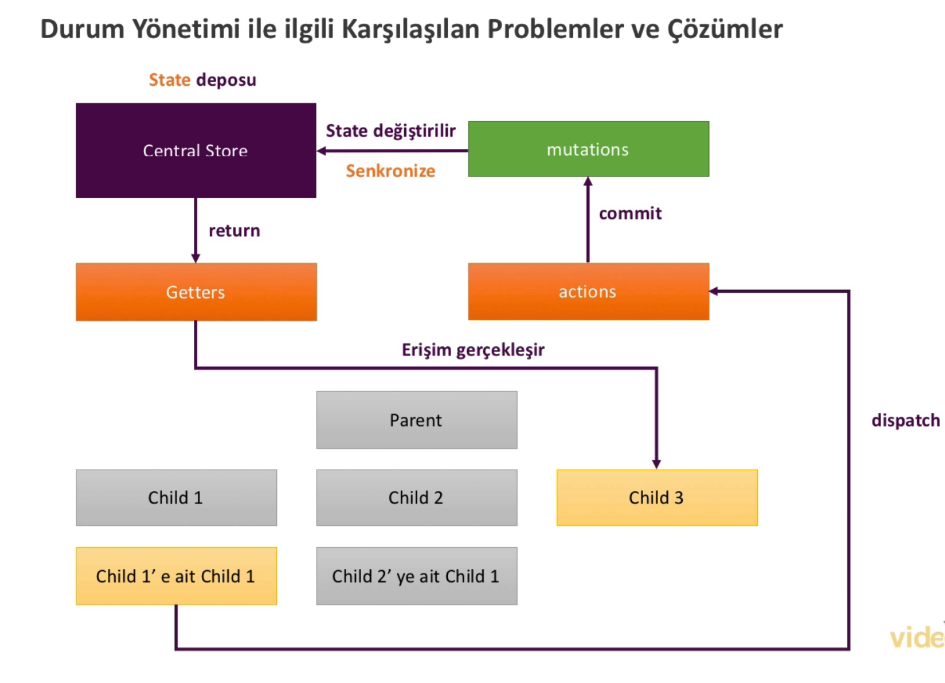 Durum Yönetimi ile ilgili Karşılaşılan Problemler ve Çözümler
State deposu
Central Store
State değiştirilir
Senkronize
mutations
return
commit
Getters
actions
Erişim gerçekleşir
Parent
dispatch
Child 1
Child 2
Child 3
Child 1' e ait Child 1
Child 2' ye ait Child 1
vide